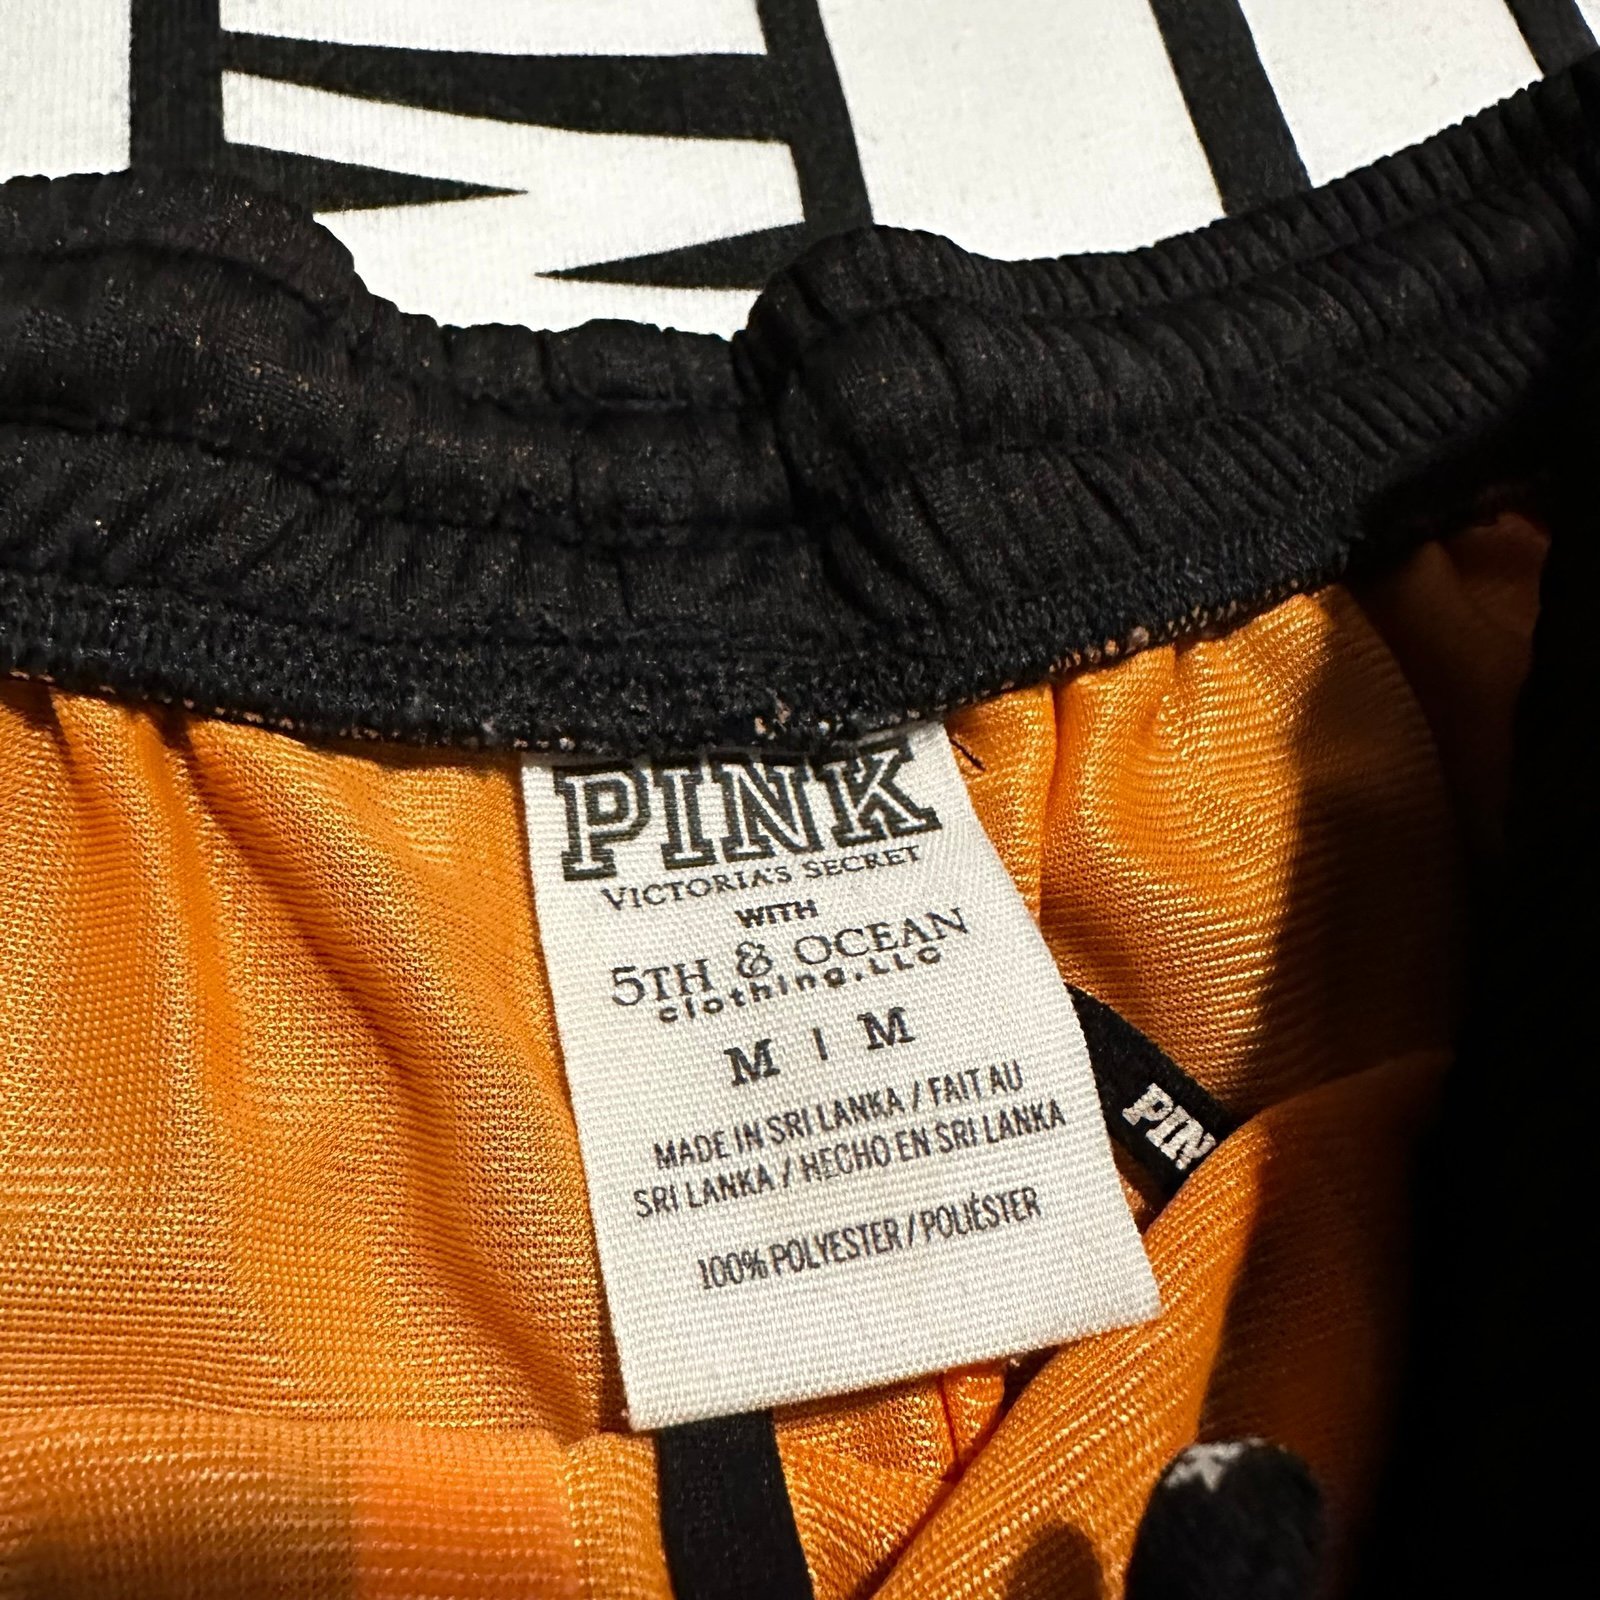 PINK
VICTORIA'S SECRET
WITH
5TH & OCEAN
clothing, LLC
M | M
MADE IN SRI LANKA / FAIT AU
SRI LANKA / HECHO EN SRI LANKA
100% POLYESTER / POLIÉSTER
PIN